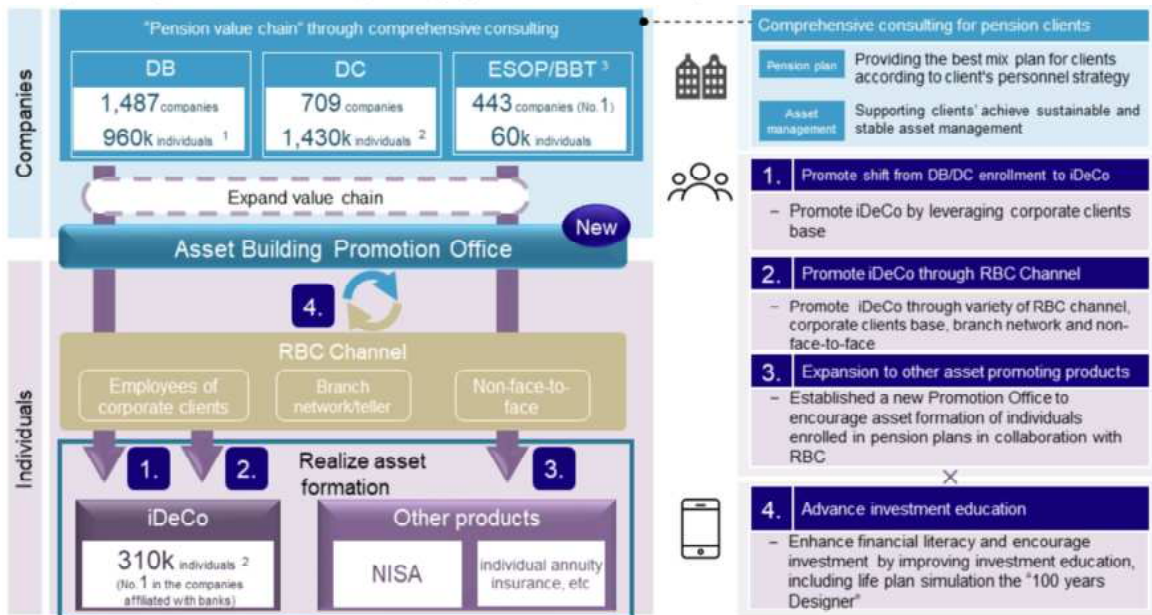 "Pension value chain" through comprehensive consulting
DB
1,487 companies
960k individuals 1
DC
709 companies
1,430k individuals 2
ESOP/BBT 3
443 companies (No.1)
60k individuals
Companies
Expand value chain
New
Asset Building Promotion Office
4.
RBC Channel
Employees of
corporate clients
Branch
network/teller
Non-face-to-
face
Individuals
1.
2.
Realize asset
formation
3.
iDeCo
310k individuals 2
(No.1 in the companies
affiliated with banks)
Other products
NISA
individual annuity
insurance, etc
Comprehensive consulting for pension clients
Pension plan
Providing the best mix plan for clients
according to client's personnel strategy
Asset
management
Supporting clients' achieve sustainable and
stable asset management
1. Promote shift from DB/DC enrollment to iDeCo
− Promote iDeCo by leveraging corporate clients
base
2. Promote iDeCo through RBC Channel
− Promote iDeCo through variety of RBC channel,
corporate clients base, branch network and non-
face-to-face
3. Expansion to other asset promoting products
− Established a new Promotion Office to
encourage asset formation of individuals
enrolled in pension plans in collaboration with
RBC
×
4. Advance investment education
− Enhance financial literacy and encourage
investment by improving investment education,
including life plan simulation the "100 years
Designer"